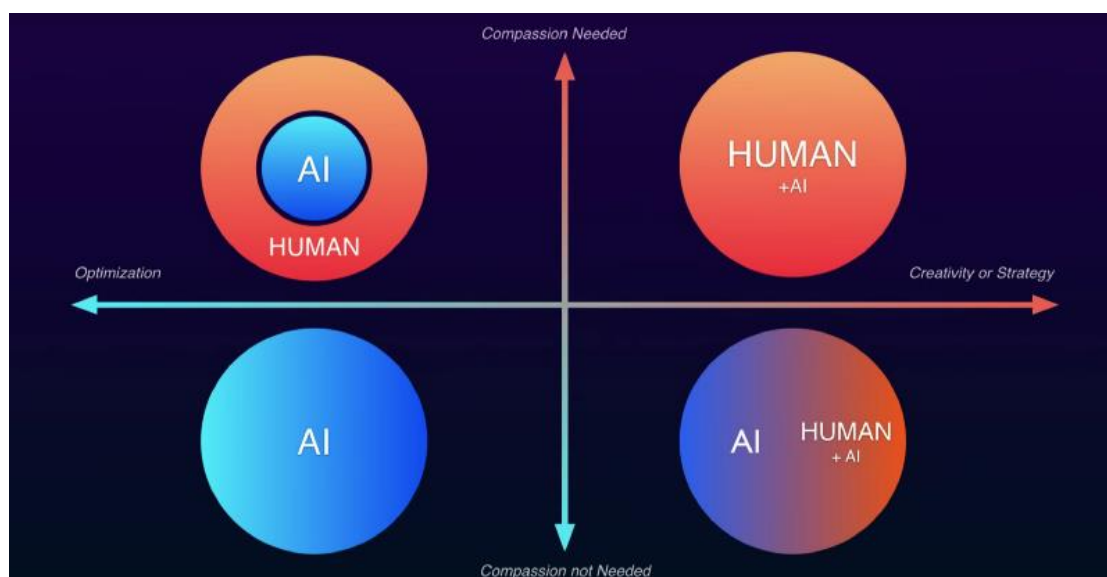 Compassion Needed
AI
HUMAN
HUMAN
+AI
Optimization
Creativity or Strategy
AI
AI
HUMAN
+ AI
Compassion not Needed